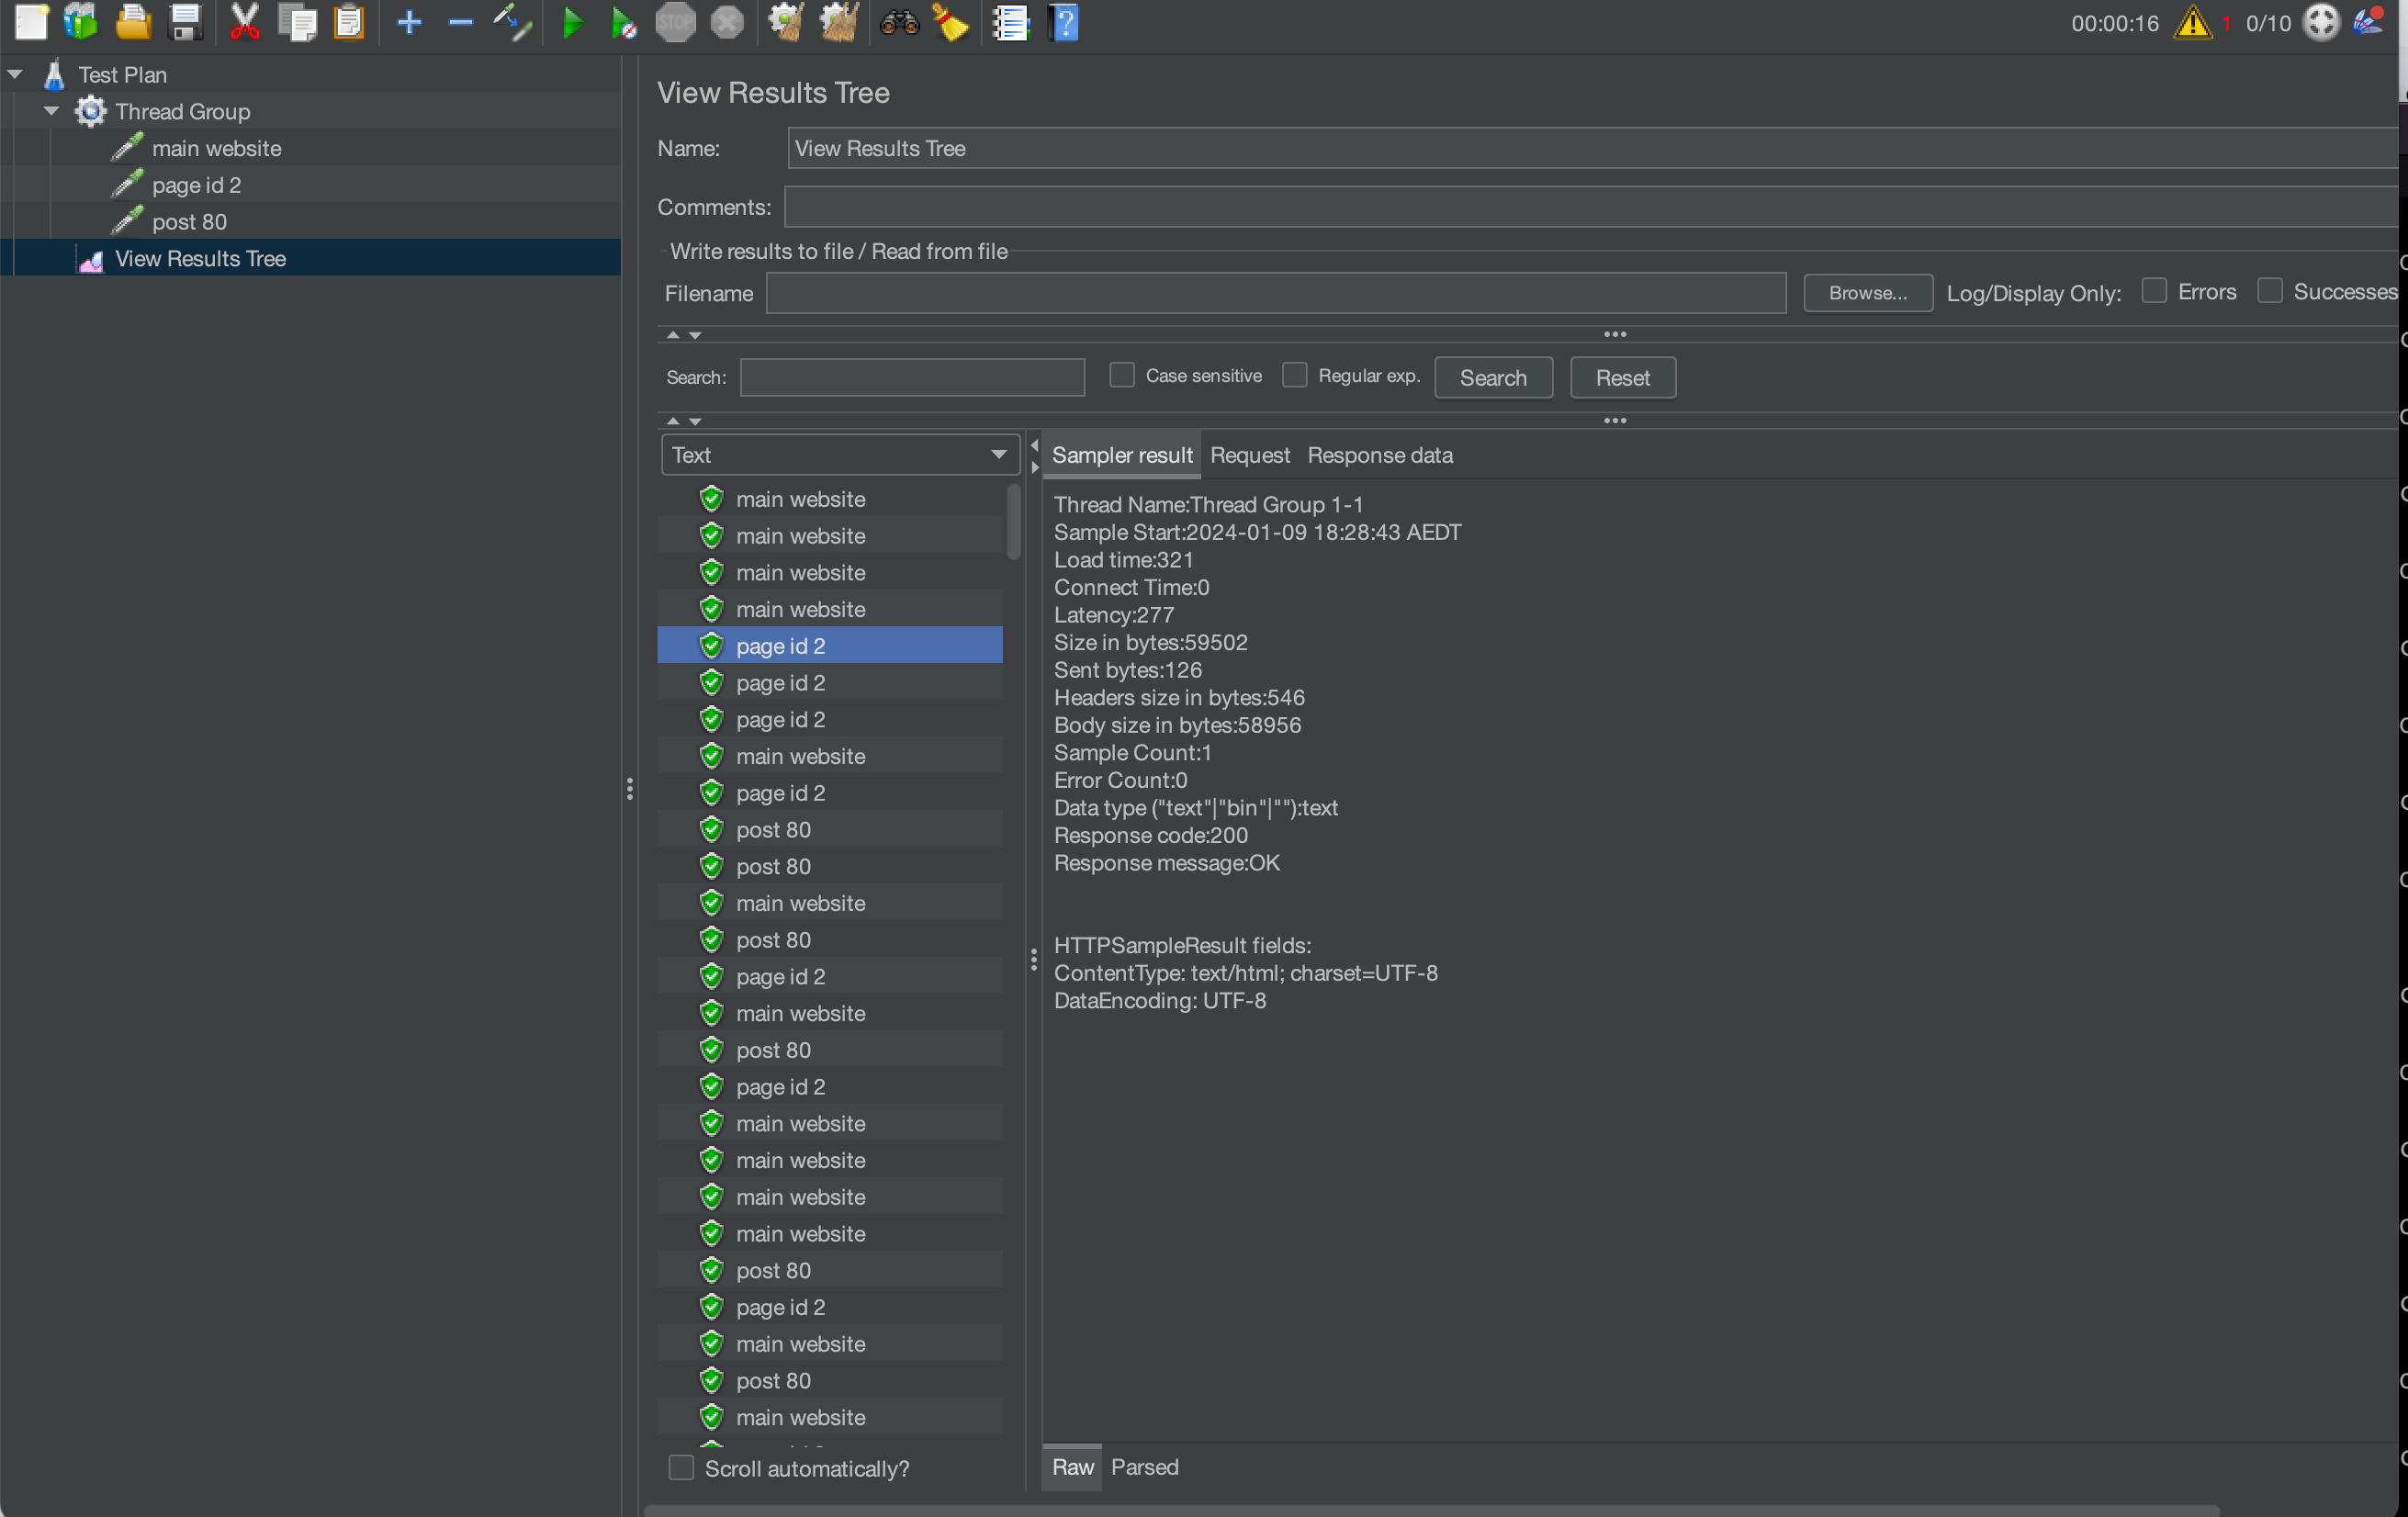 STOP
00:00:16 1 0/10
Test Plan
Thread Group
main website
page id 2
post 80
View Results Tree
View Results Tree
Name: View Results Tree
Comments:
Write results to file / Read from file
Filename Browse... Log/Display Only: Errors Successes
Search: Case sensitive Regular exp. Search Reset
Text
main website
main website
main website
main website
page id 2
page id 2
page id 2
main website
page id 2
post 80
post 80
main website
post 80
page id 2
main website
post 80
page id 2
main website
main website
main website
main website
post 80
page id 2
main website
post 80
main website
Scroll automatically?
Sampler result Request Response data
Thread Name:Thread Group 1-1
Sample Start:2024-01-09 18:28:43 AEDT
Load time:321
Connect Time:0
Latency:277
Size in bytes:59502
Sent bytes:126
Headers size in bytes:546
Body size in bytes:58956
Sample Count:1
Error Count:0
Data type ("text"|"bin"|""):text
Response code:200
Response message:OK
HTTPSampleResult fields:
ContentType: text/html; charset=UTF-8
DataEncoding: UTF-8
Raw Parsed